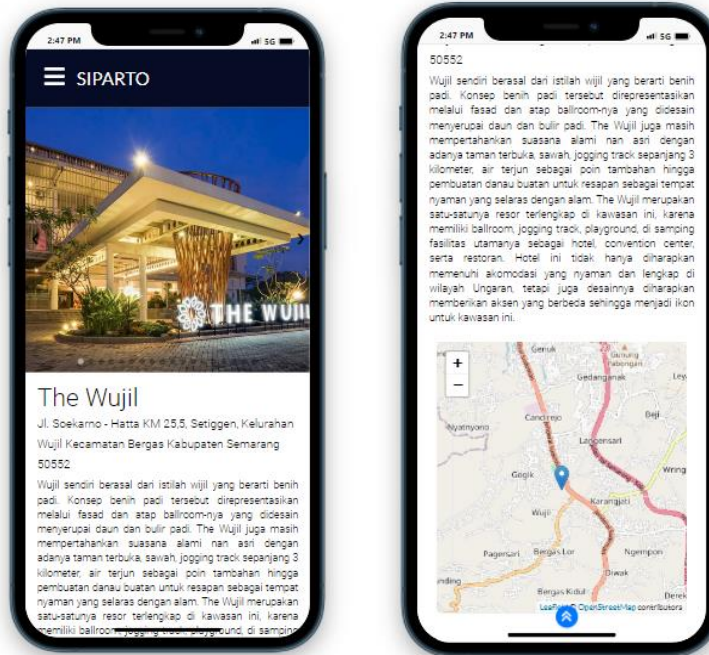 2:47 PM
5G
SIPARTO
THE WUJIL
The Wujil
Jl. Soekarno - Hatta KM 25,5, Setiggen, Kelurahan
Wujil Kecamatan Bergas Kabupaten Semarang
50552
Wujil sendiri berasal dari istilah wijil yang berarti benih
padi. Konsep benih padi tersebut direpresentasikan
melalui fasad dan atap ballroom-nya yang didesain
menyerupai daun dan bulir padi. The Wujil juga masih
mempertahankan suasana alami nan asri dengan
adanya taman terbuka, sawah, jogging track sepanjang 3
kilometer, air terjun sebagai poin tambahan hingga
pembuatan danau buatan untuk resapan sebagai tempat
nyaman yang selaras dengan alam. The Wujil merupakan
satu-satunya resor terlengkap di kawasan ini, karena
memiliki ballroom, jogging track, playground, di samping
2:47 PM
5G
50552
Wujil sendiri berasal dari istilah wijil yang berarti benih
padi. Konsep benih padi tersebut direpresentasikan
melalui fasad dan atap ballroom-nya yang didesain
menyerupai daun dan bulir padi. The Wujil juga masih
mempertahankan suasana alami nan asri dengan
adanya taman terbuka, sawah, jogging track sepanjang 3
kilometer, air terjun sebagai poin tambahan hingga
pembuatan danau buatan untuk resapan sebagai tempat
nyaman yang selaras dengan alam. The Wujil merupakan
satu-satunya resor terlengkap di kawasan ini, karena
memiliki ballroom, jogging track, playground, di samping
fasilitas utamanya sebagai hotel, convention center,
serta restoran. Hotel ini tidak hanya diharapkan
memenuhi akomodasi yang nyaman dan lengkap di
wilayah Ungaran, tetapi juga desainnya diharapkan
memberikan aksen yang berbeda sehingga menjadi ikon
untuk kawasan ini.
+
−
Genuk
Gunung
Gedanganak
Ley
Candirejo
Beji
Nyatnyono
Langensari
Wring
Gogik
Karangjati
Wujil
Pagersari
Bergas Lor
Ngempon
nding
Diwak
Bergas Kidul
Derek
Leaflet © OpenStreetMap contributors